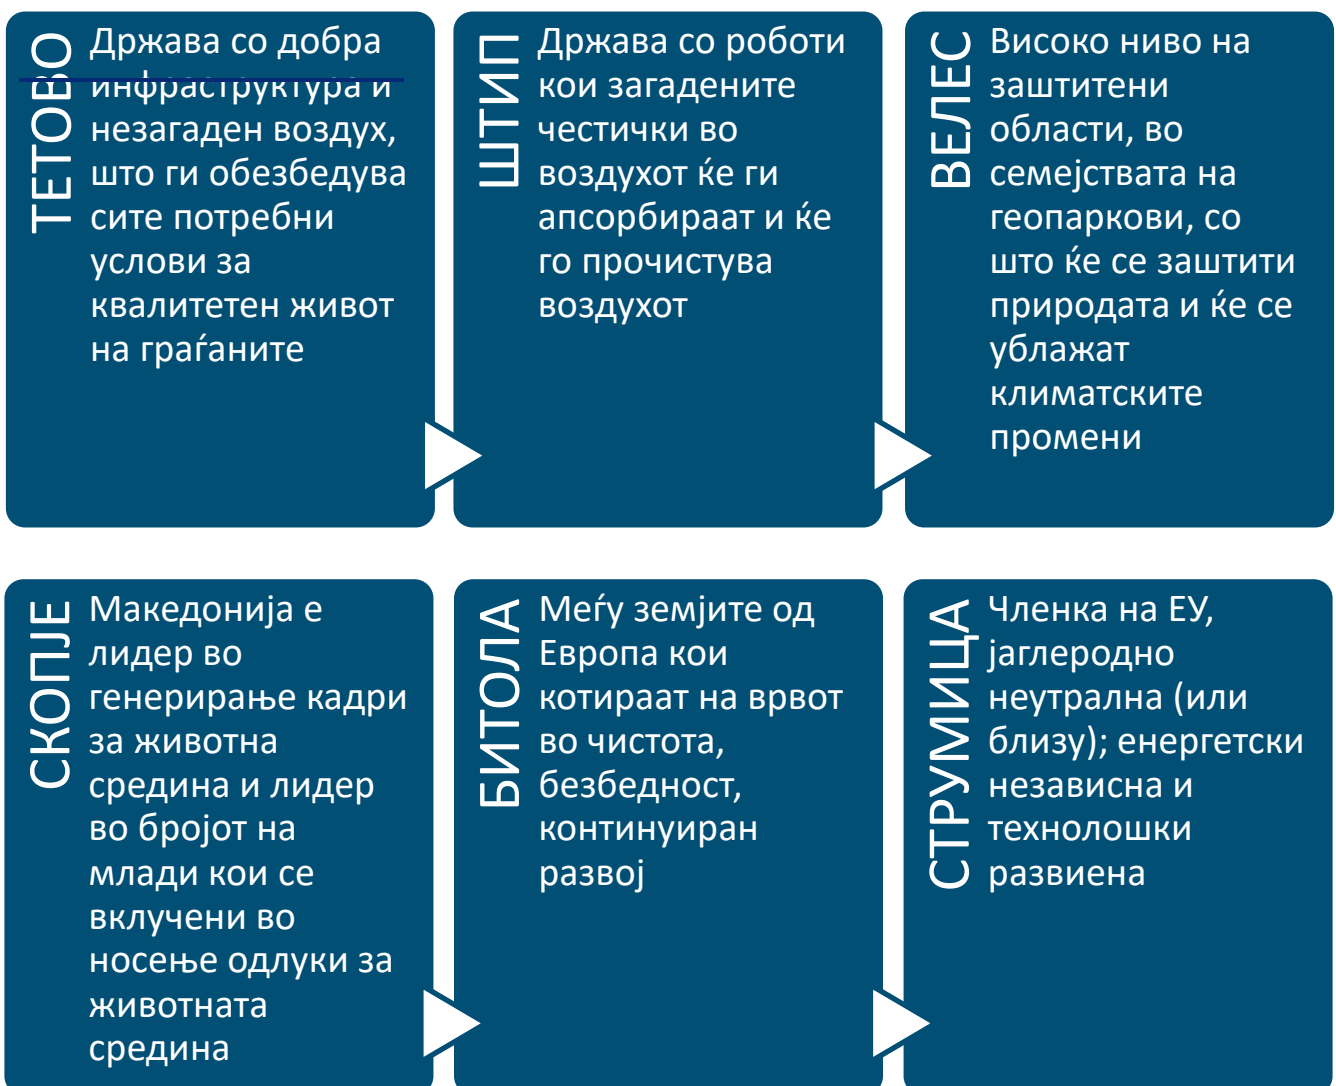 ТЕТОВО
Држава со добра
инфраструктура и
незагаден воздух,
што ги обезбедува
сите потребни
услови за
квалитетен живот
на граѓаните
ШТИП
Држава со роботи
кои загадените
честички во
воздухот ќе ги
апсорбираат и ќе
го прочистува
воздухот
ВЕЛЕС
Високо ниво на
заштитени
области, во
семејствата на
геопаркови, со
што ќе се заштити
природата и ќе се
ублажат
климатските
промени
СКОПЈЕ
Македонија е
лидер во
генерирање кадри
за животна
средина и лидер
во бројот на
млади кои се
вклучени во
носење одлуки за
животната
средина
БИТОЛА
Меѓу земјите од
Европа кои
котираат на врвот
во чистота,
безбедност,
континуиран
развој
СТРУМИЦА
Членка на ЕУ,
јаглеродно
неутрална (или
близу); енергетски
независна и
технолошки
развиена